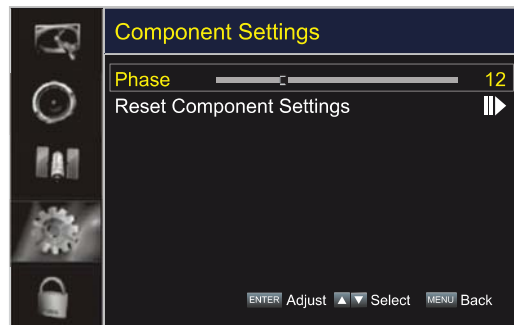 Component Settings
Phase 12
Reset Component Settings
ENTER Adjust ▲ ▼ Select MENU Back